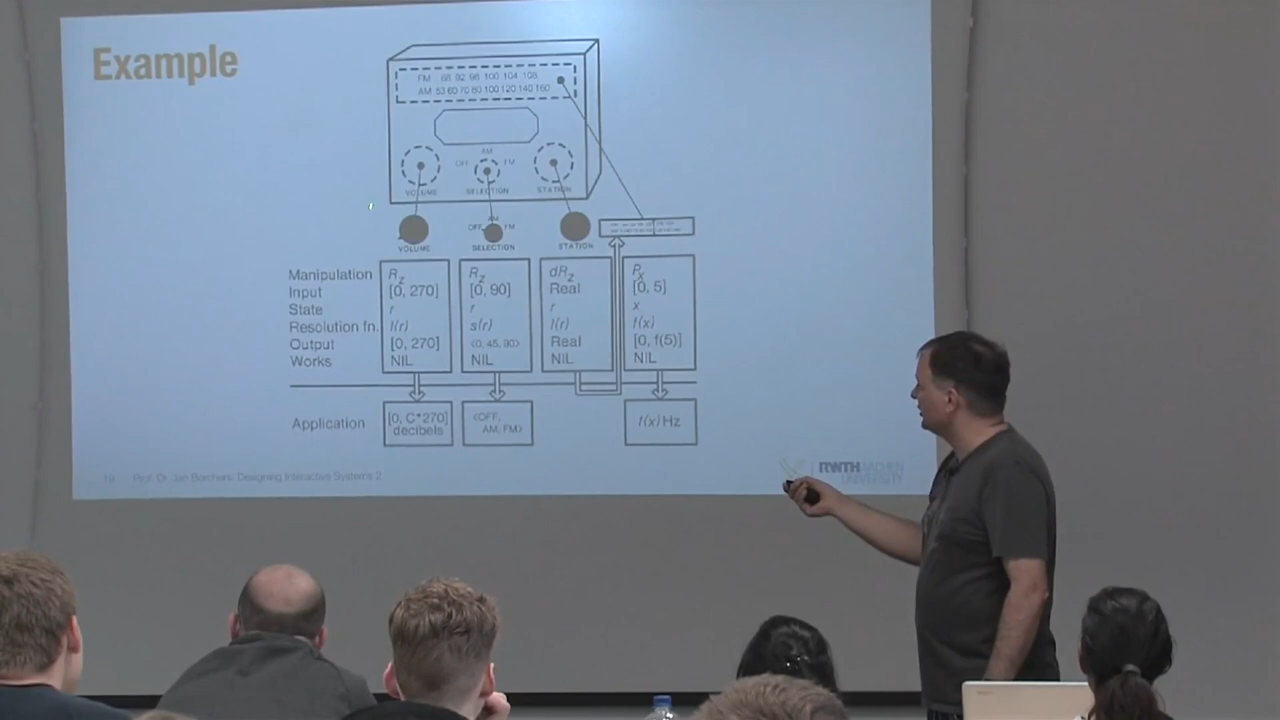 Example
FM 88 92 96 100 104 108
AM 53 60 70 80 100 120 140 160
AM
OFF FM
VOLUME SELECTION STATION
AM
OFF FM
VOLUME SELECTION STATION
Manipulation Rz Rz dRz Px
Input [0, 270] [0, 90] Real [0, 5]
State r r r x
Resolution fn. I(r) s(r) I(r) f(x)
Output [0, 270] <0, 45, 90> Real [0, f(5)]
Works NIL NIL NIL NIL
Application [0, C*270] decibels <OFF, AM, FM> f(x) Hz
18 Prof. Dr. Jan Borchers: Designing Interactive Systems 2
RWTH AACHEN
UNIVERSITY